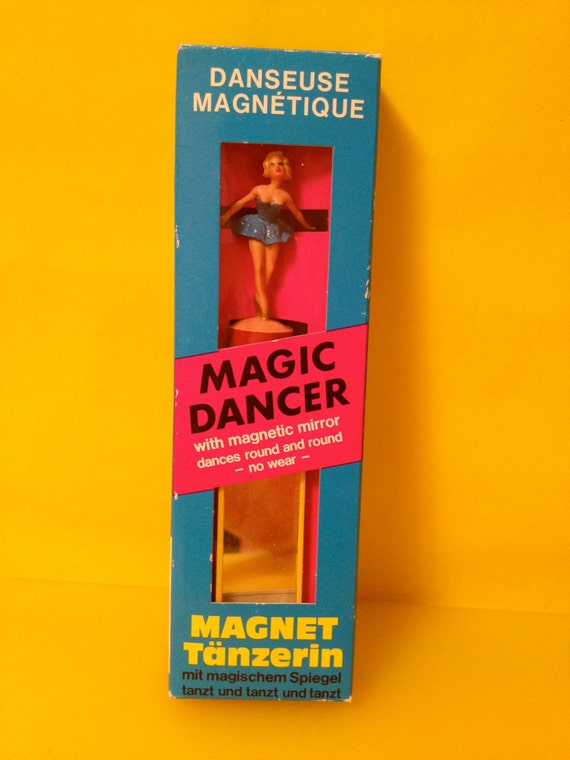 DANSEUSE
MAGNÉTIQUE
MAGIC
DANCER
with magnetic mirror
dances round and round
- no wear -
MAGNET
Tänzerin
mit magischem Spiegel
tanzt und tanzt und tanzt